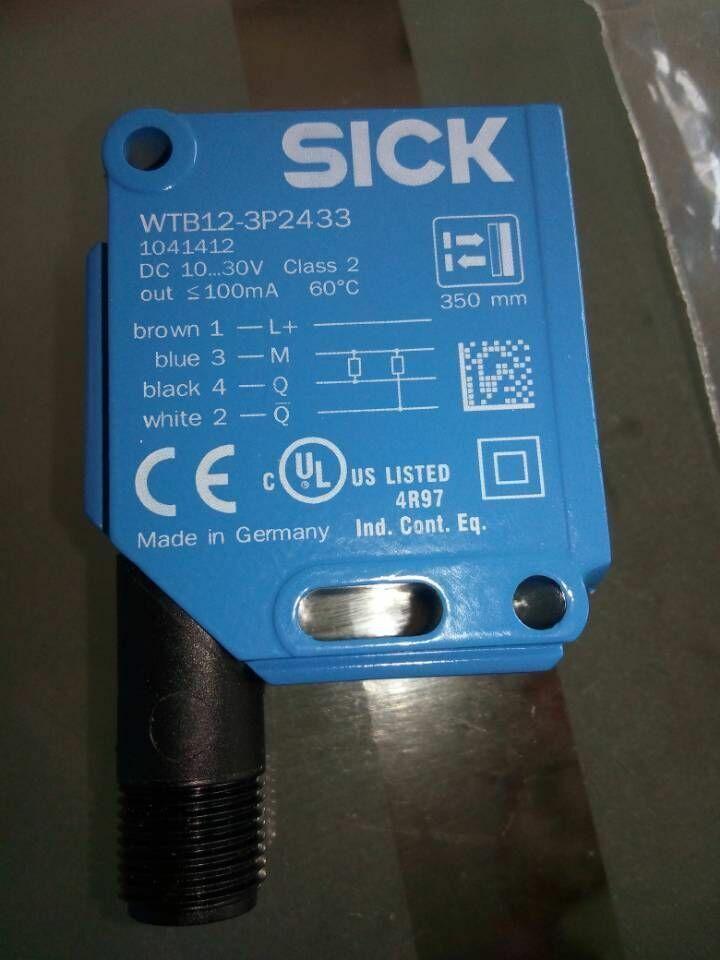 SICK
WTB12-3P2433
1041412
DC 10...30V Class 2
out ≤100mA 60°C
350 mm
brown 1 — L+
blue 3 — M
black 4 — Q
white 2 — Q̅
CE
C UL US LISTED
®
4R97
Made in Germany Ind. Cont. Eq.